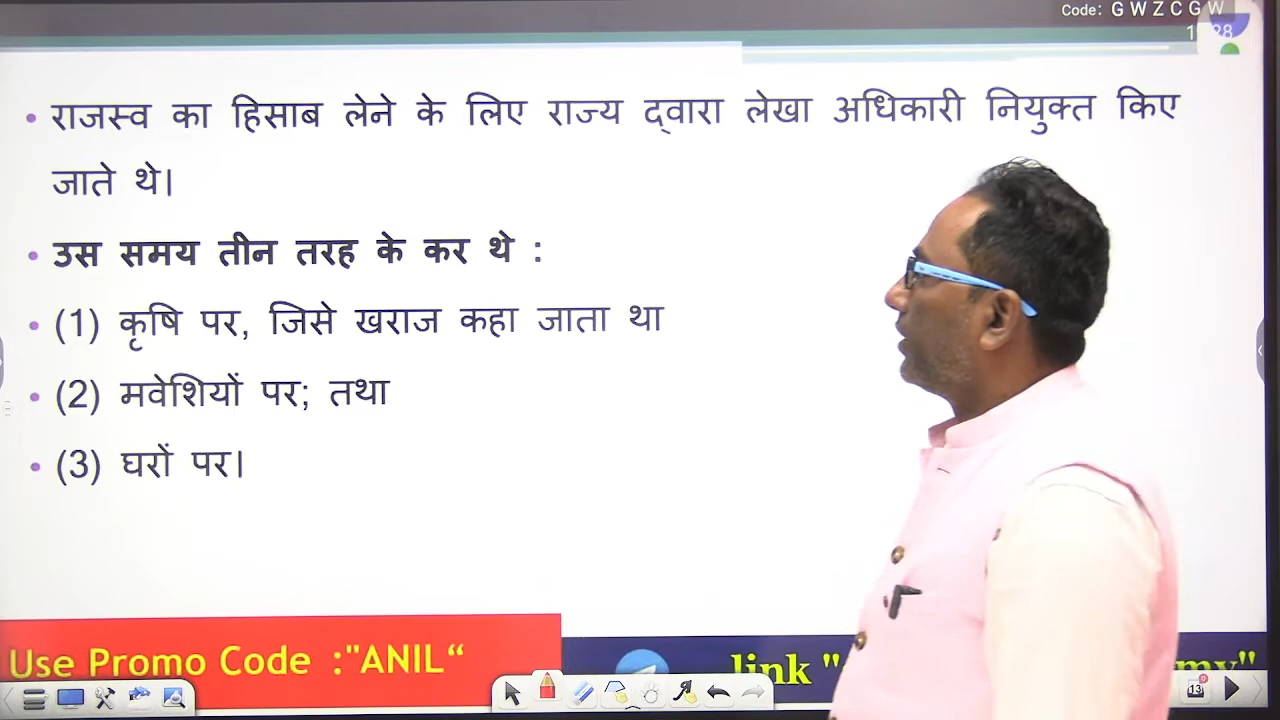 Code: G W Z C G W
• राजस्व का हिसाब लेने के लिए राज्य द्वारा लेखा अधिकारी नियुक्त किए
जाते थे।
• उस समय तीन तरह के कर थे :
• (1) कृषि पर, जिसे खराज कहा जाता था
• (2) मवेशियों पर; तथा
• (3) घरों पर।
Use Promo Code :"ANIL“
link "
13